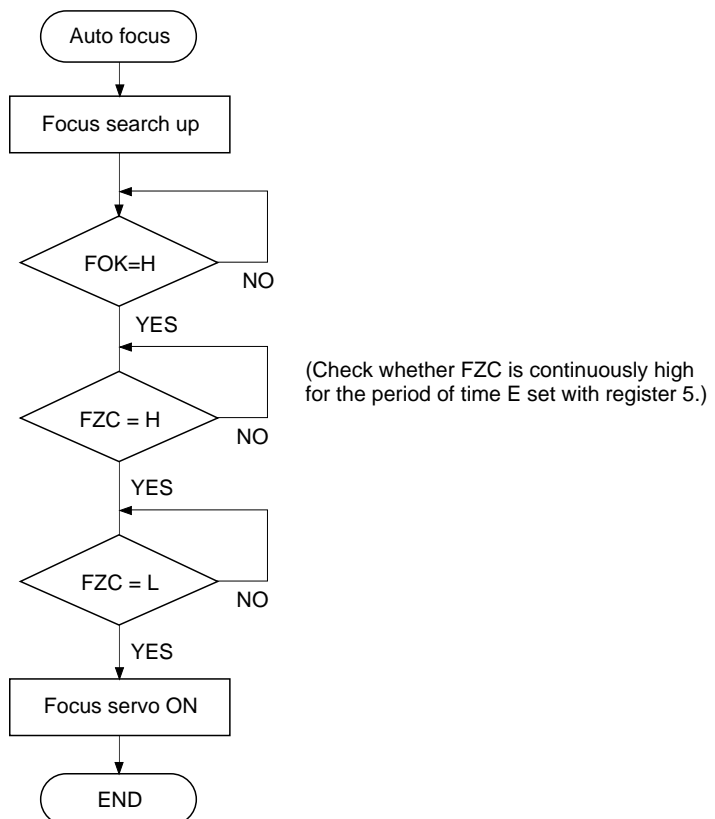 Auto focus
Focus search up
FOK=H
NO
YES
(Check whether FZC is continuously high
for the period of time E set with register 5.)
FZC = H
NO
YES
FZC = L
NO
YES
Focus servo ON
END